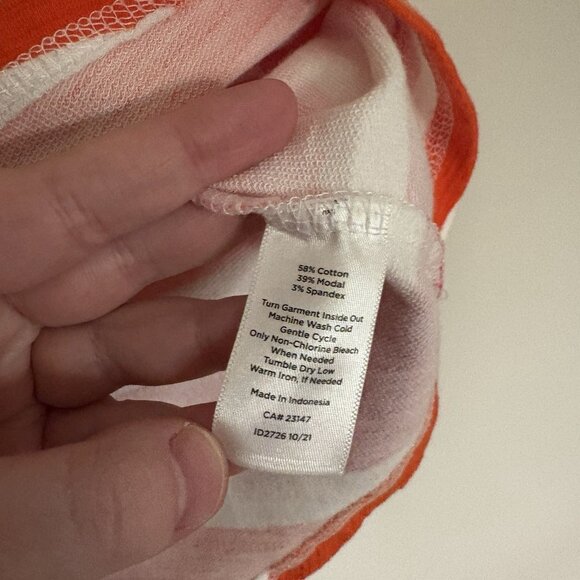 58% Cotton
39% Modal
3% Spandex
Turn Garment Inside Out
Machine Wash Cold
Gentle Cycle
Only Non-Chlorine Bleach
When Needed
Tumble Dry Low
Warm Iron, If Needed
Made In Indonesia
CA# 23147
ID2726 10/21